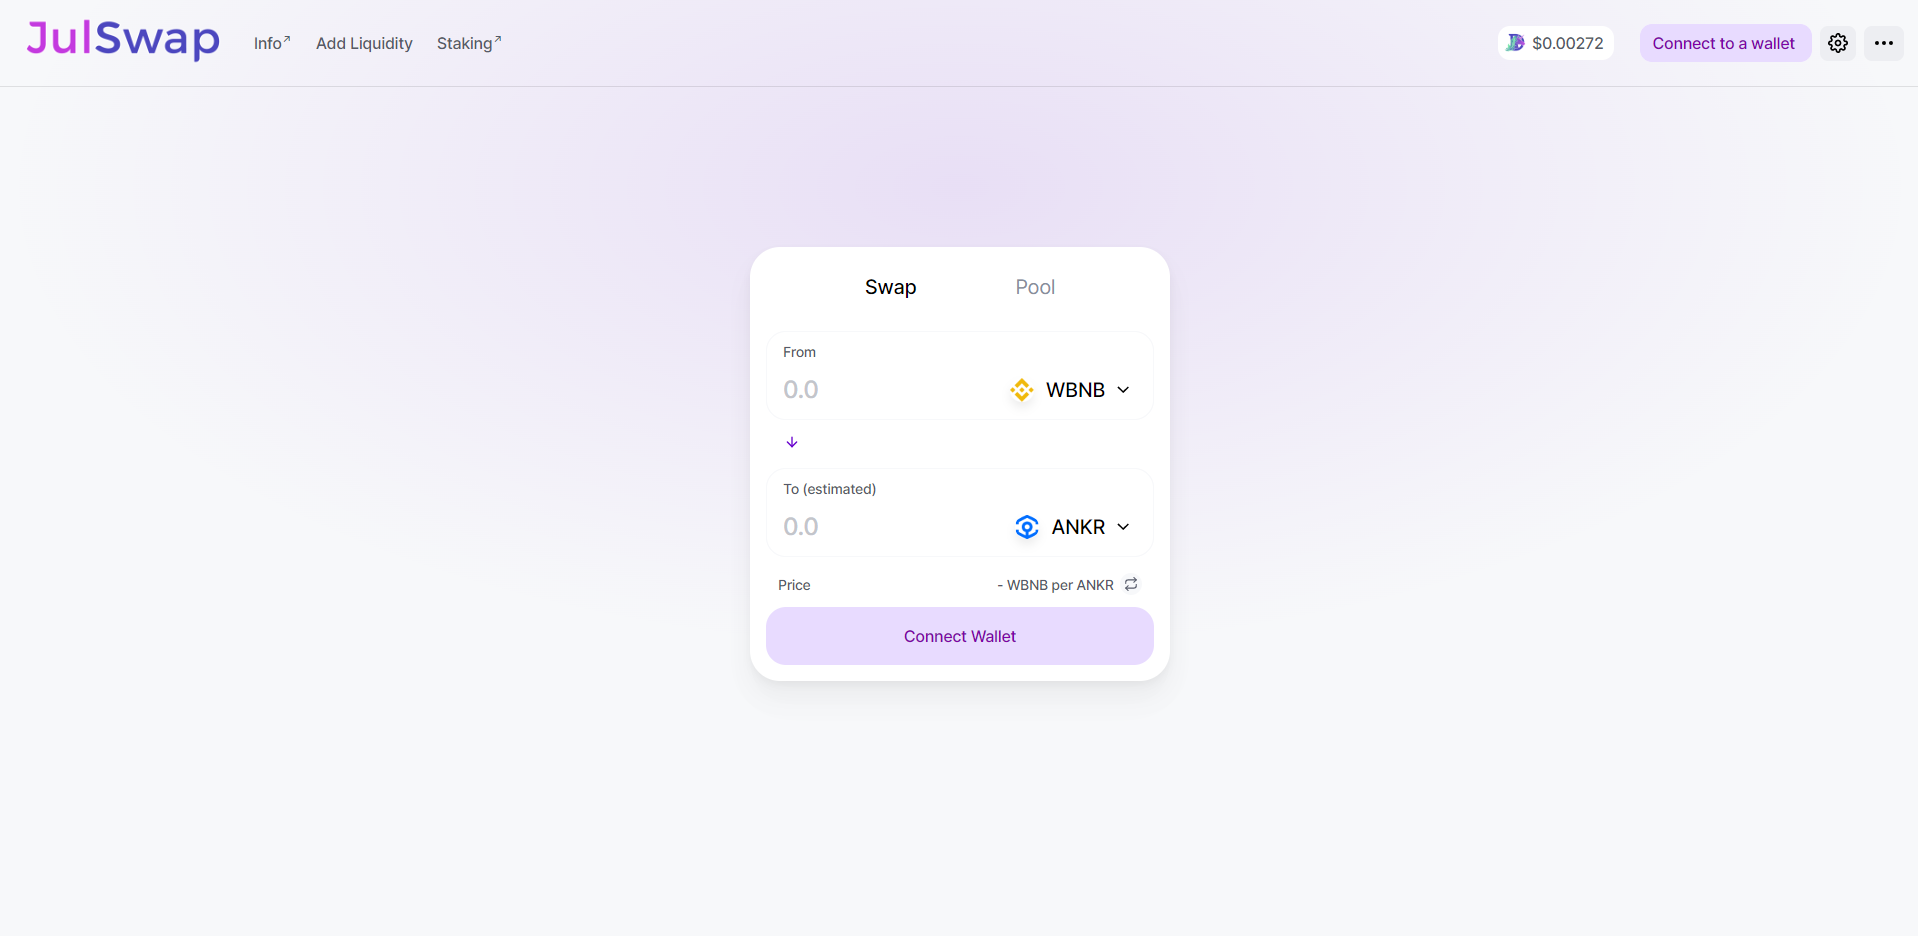 JulSwap
Info↗ Add Liquidity Staking↗
$0.00272
Connect to a wallet
Swap Pool
From
0.0 WBNB
To (estimated)
0.0 ANKR
Price - WBNB per ANKR
Connect Wallet